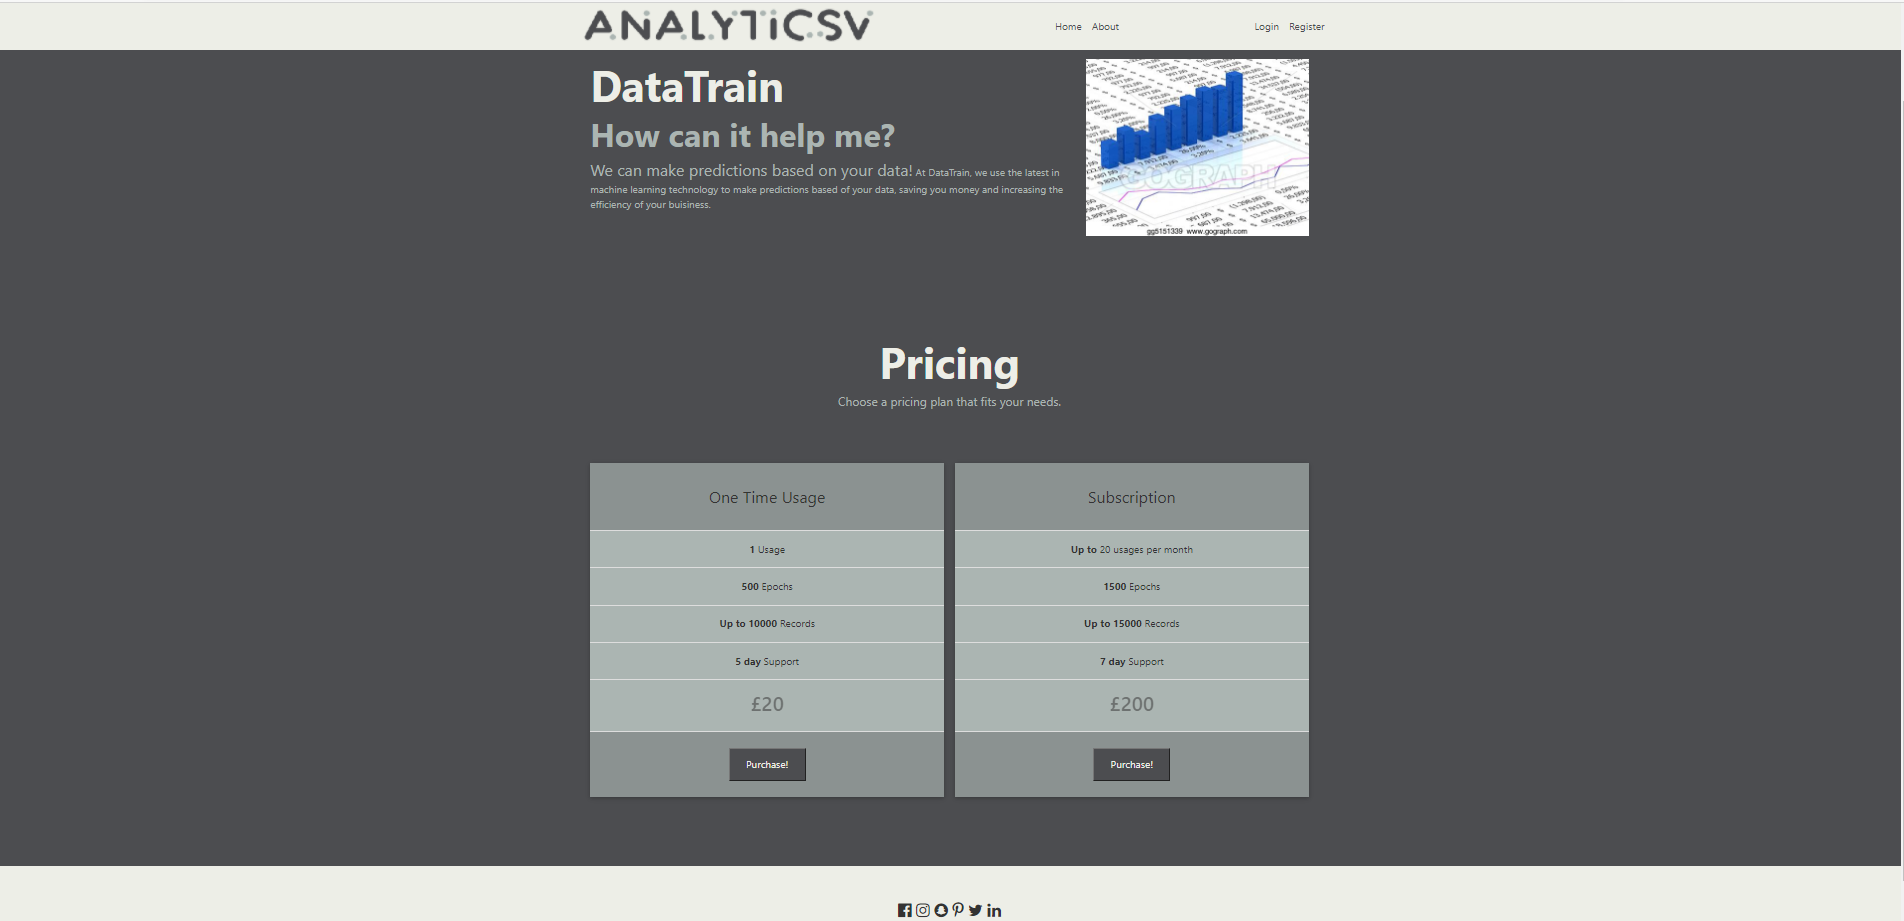 ANALYTiCSV
Home About Login Register
DataTrain
How can it help me?
We can make predictions based on your data! At DataTrain, we use the latest in
machine learning technology to make predictions based of your data, saving you money and increasing the
efficiency of your buisiness.
GOGRAPH
gg5151339 www.gograph.com
Pricing
Choose a pricing plan that fits your needs.
One Time Usage
1 Usage
500 Epochs
Up to 10000 Records
5 day Support
£20
Purchase!
Subscription
Up to 20 usages per month
1500 Epochs
Up to 15000 Records
7 day Support
£200
Purchase!